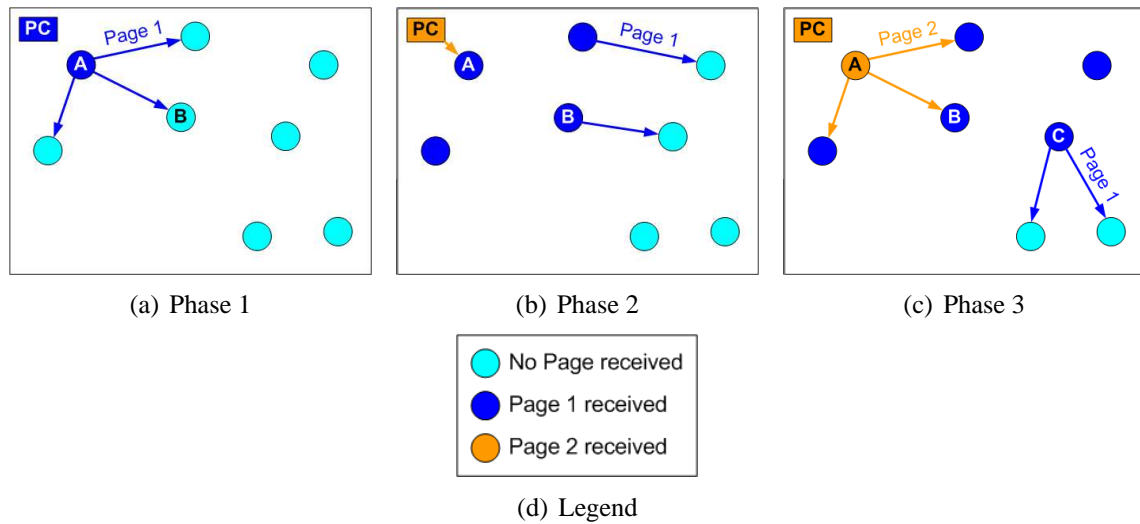 PC
Page 1
A
B
(a) Phase 1
PC
Page 1
A
B
(b) Phase 2
PC
Page 2
A
B
C
Page 1
(c) Phase 3
No Page received
Page 1 received
Page 2 received
(d) Legend